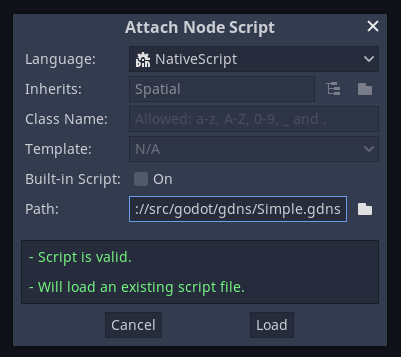 Attach Node Script
Language: NativeScript
Inherits: Spatial
Class Name: Allowed: a-z, A-Z, 0-9, _ and .
Template: N/A
Built-in Script: On
Path: ://src/godot/gdns/Simple.gdns
- Script is valid.
- Will load an existing script file.
Cancel Load